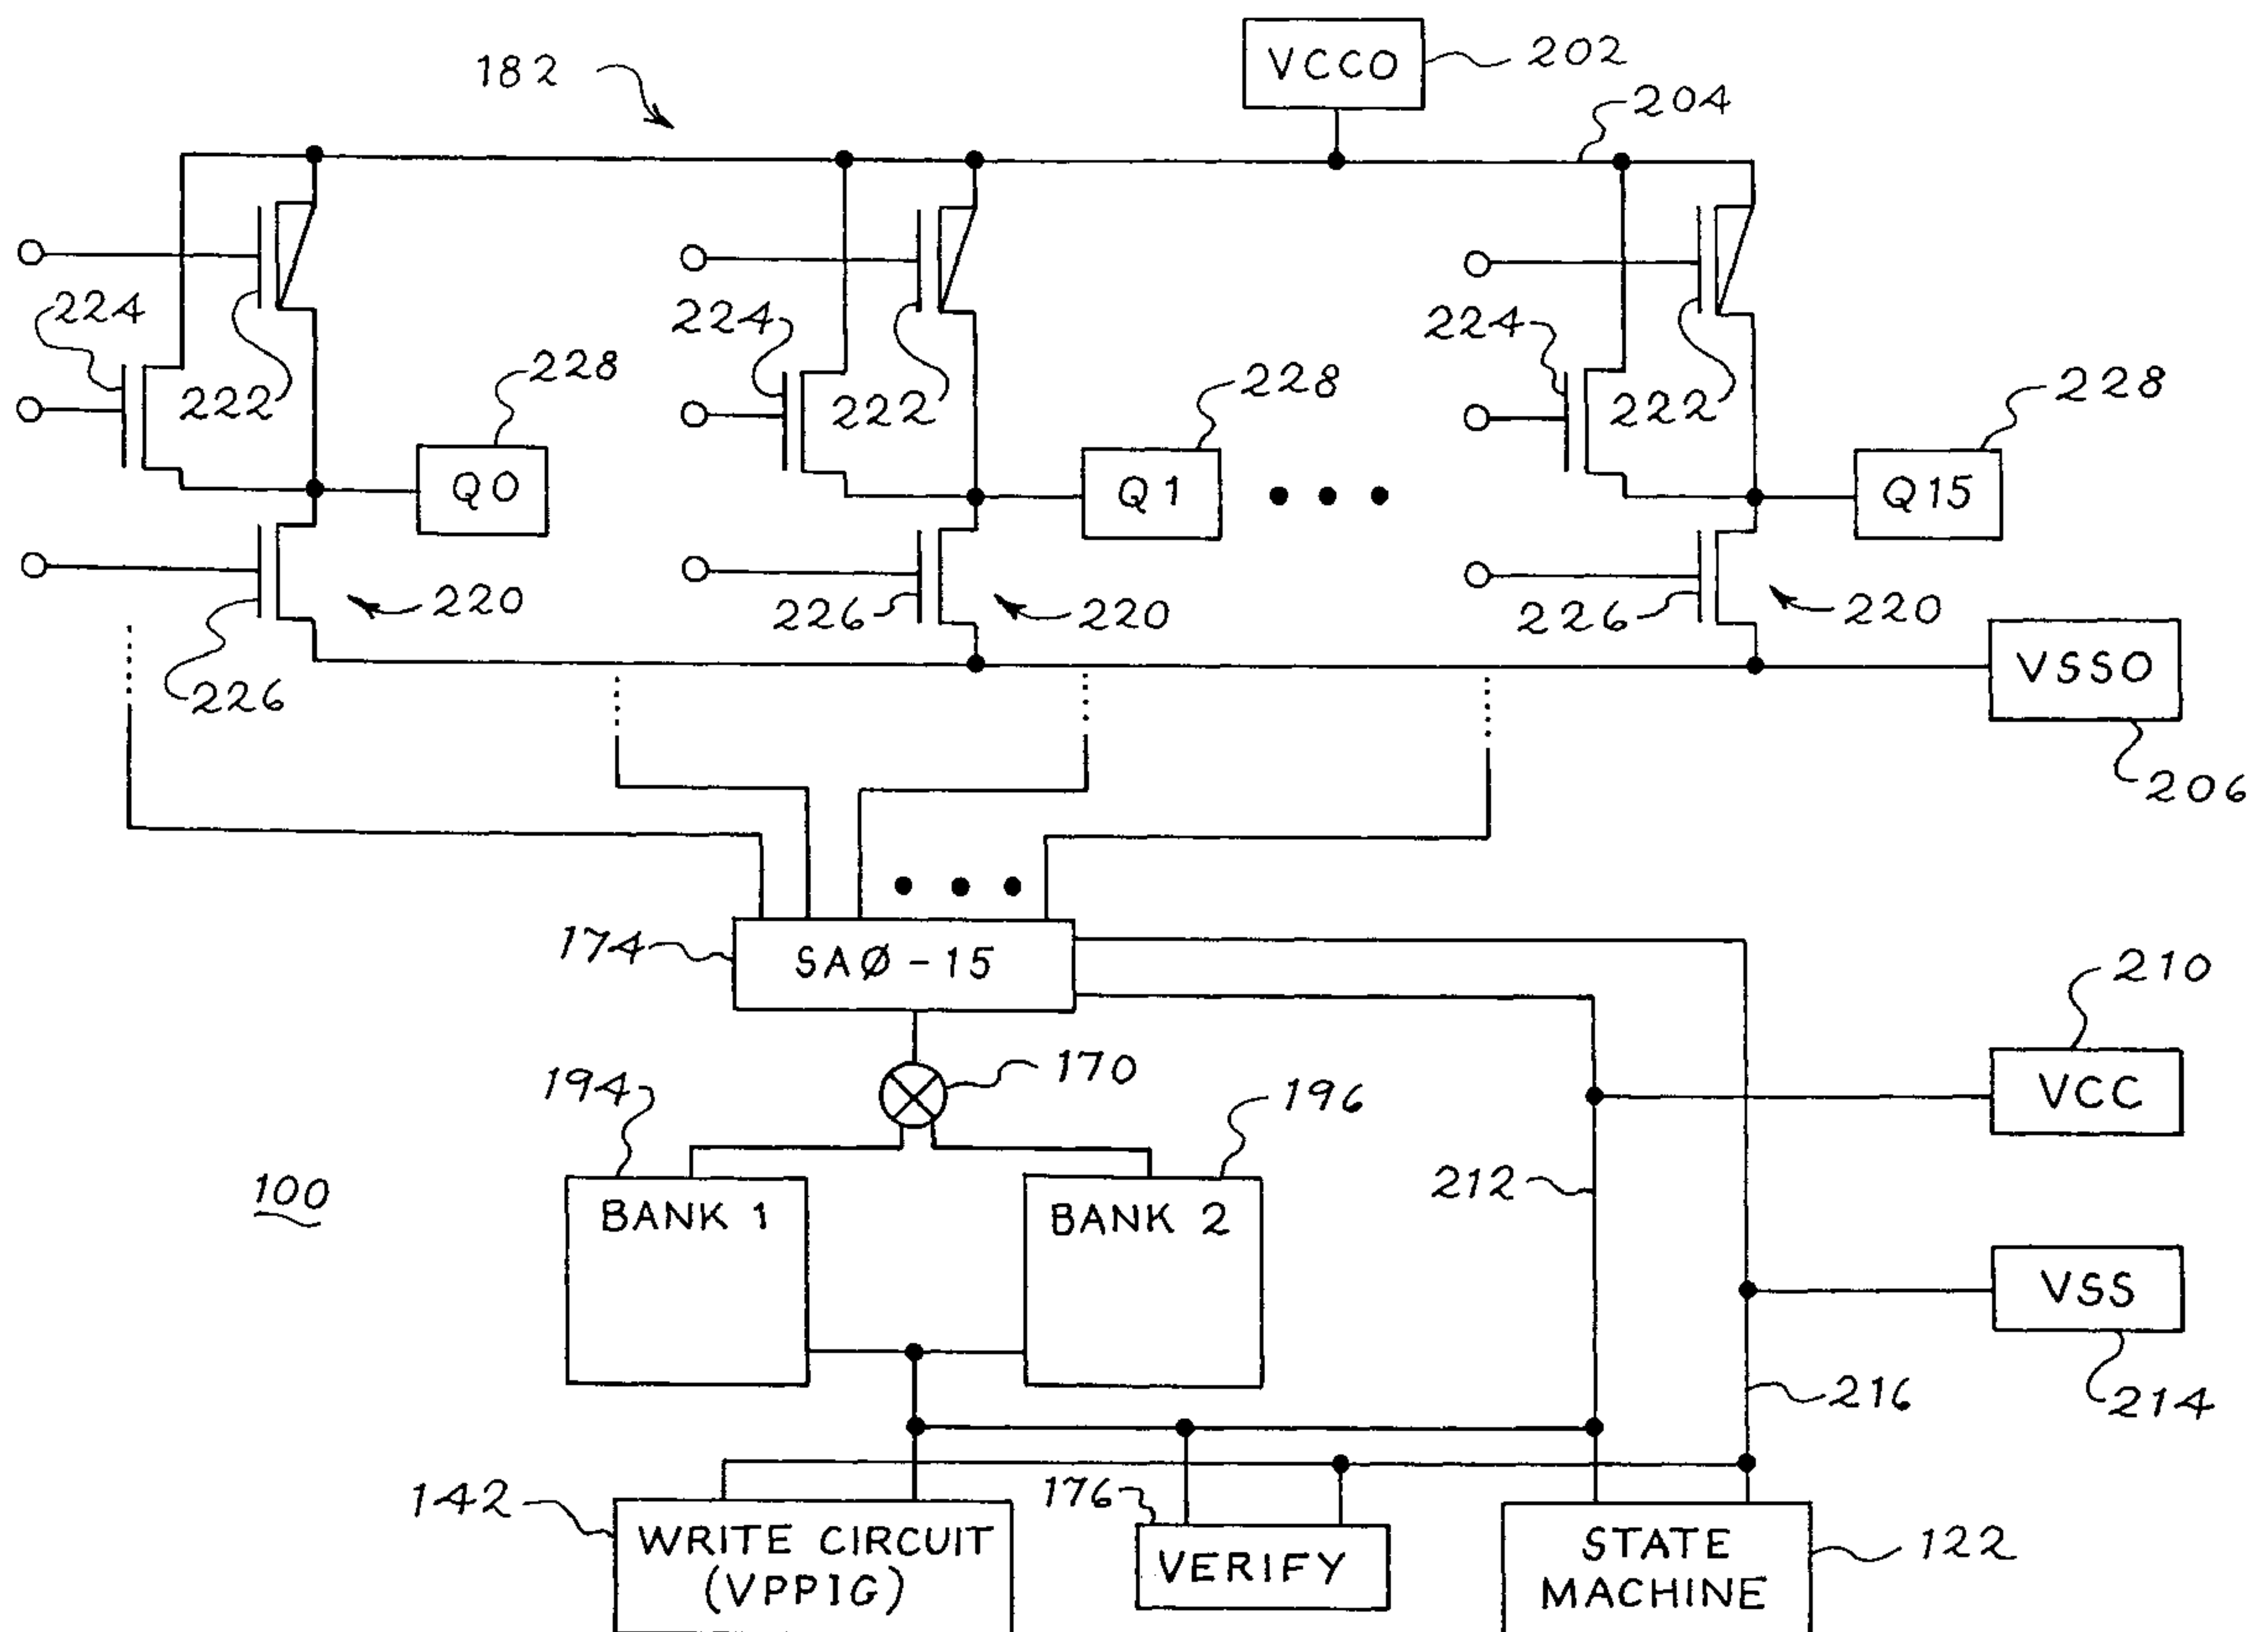 182
VCCO
202
204
224
222
228
Q0
224
222
228
Q1
224
222
228
Q15
226
220
226
220
226
220
VSSO
206
174
SAØ-15
170
194
196
210
VCC
100
BANK 1
BANK 2
212
VSS
214
216
142
WRITE CIRCUIT
(VPPIG)
176
VERIFY
STATE
MACHINE
122